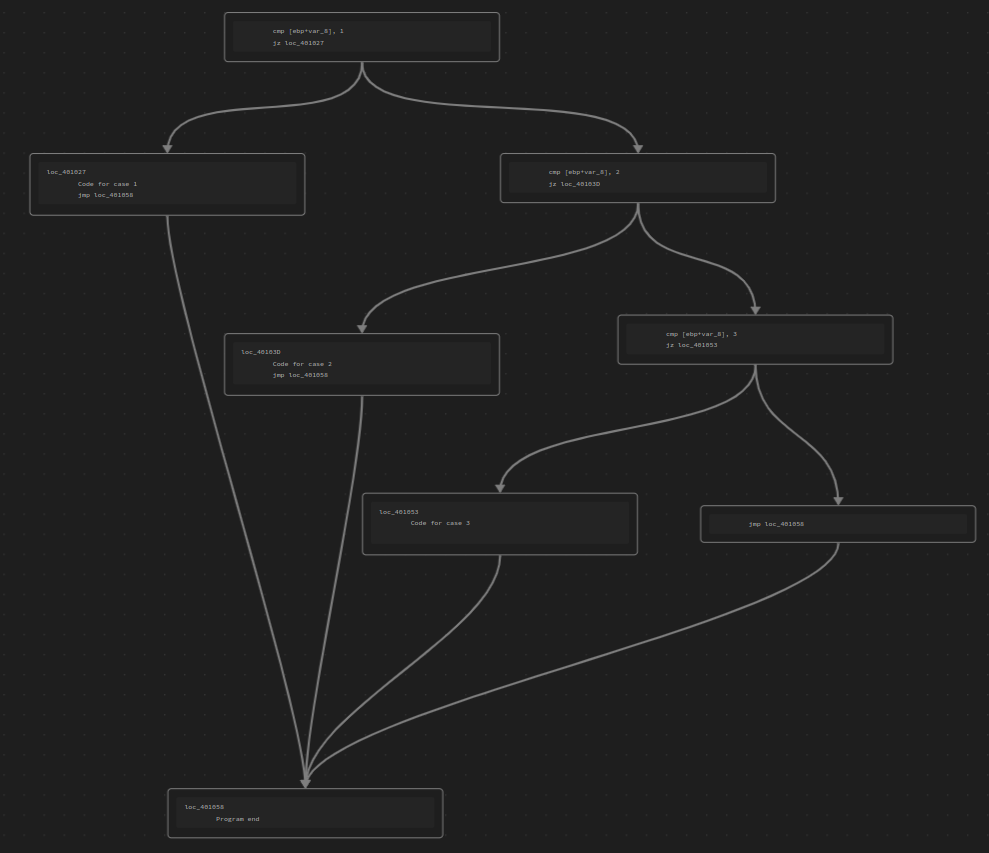 cmp [ebp+var_8], 1
jz loc_401027
loc_401027
Code for case 1
jmp loc_401058
cmp [ebp+var_8], 2
jz loc_40103D
loc_40103D
Code for case 2
jmp loc_401058
cmp [ebp+var_8], 3
jz loc_401053
loc_401053
Code for case 3
jmp loc_401058
loc_401058
Program end